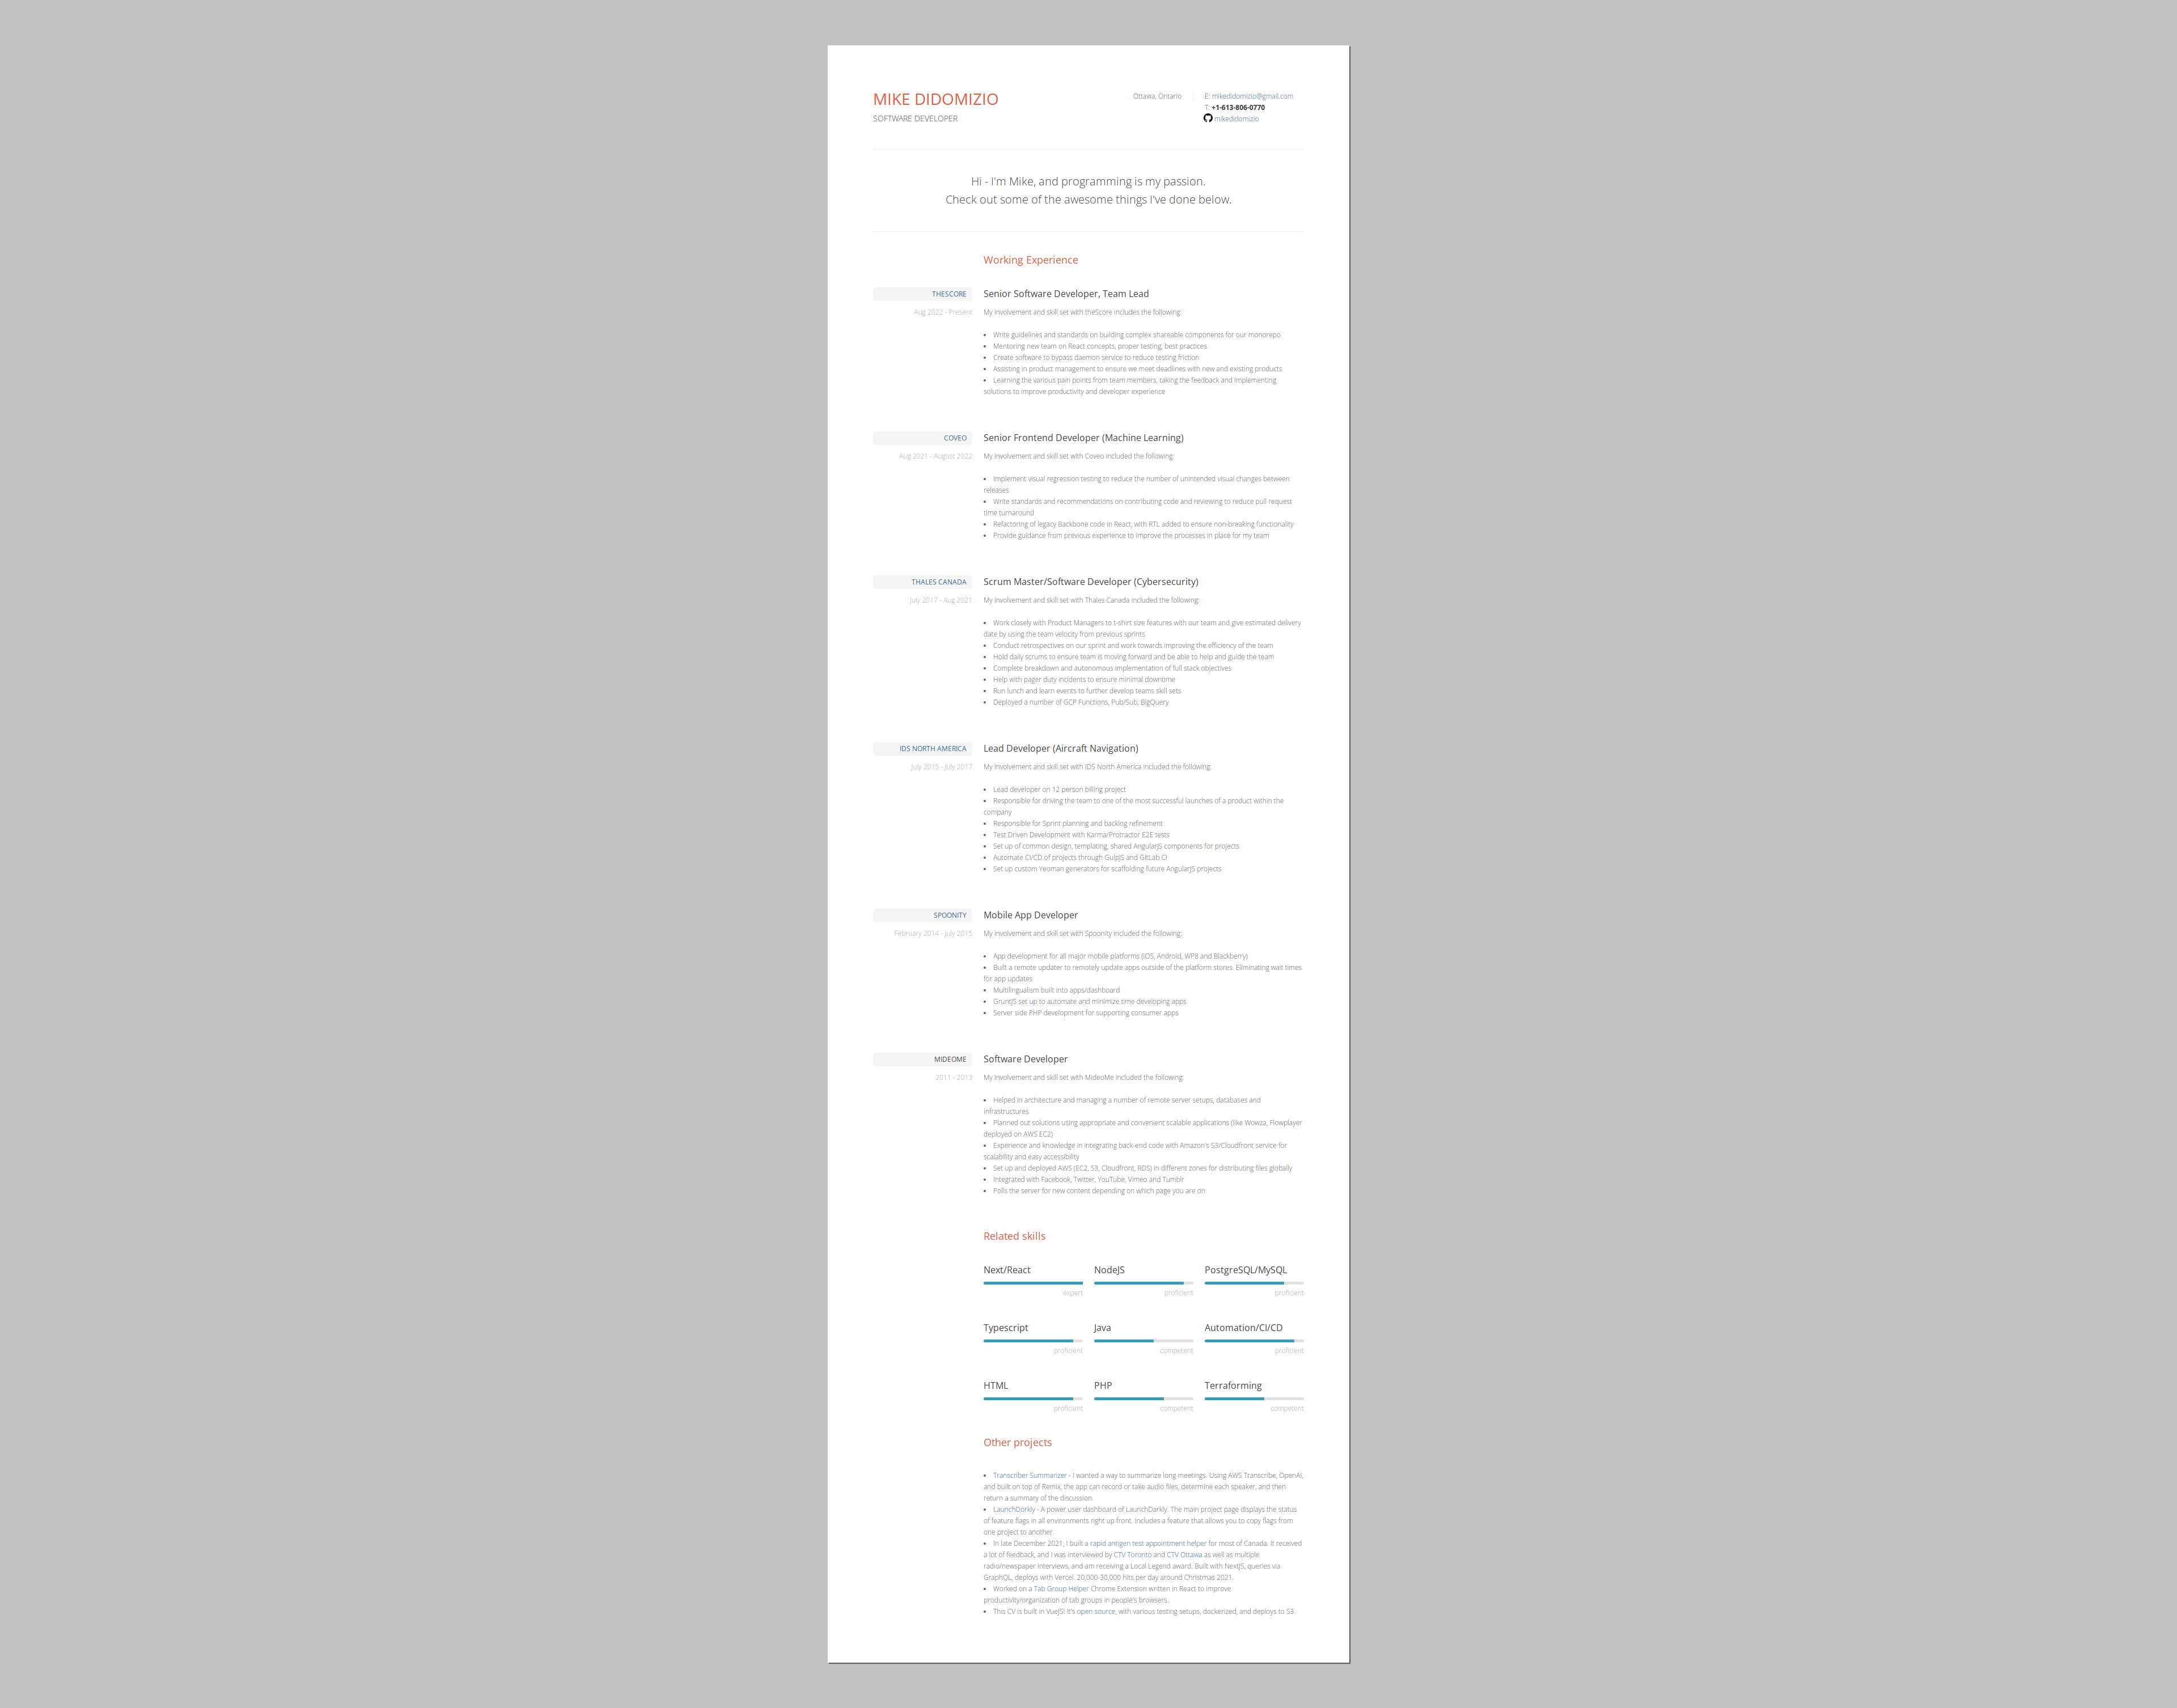 MIKE DIDOMIZIO
SOFTWARE DEVELOPER
Ottawa, Ontario
E: mikedidomizio@gmail.com
T: +1-613-806-0770
mikedidomizio
Hi - I'm Mike, and programming is my passion.
Check out some of the awesome things I've done below.
Working Experience
THESCORE
Aug 2022 - Present
Senior Software Developer, Team Lead
My involvement and skill set with theScore includes the following:
• Write guidelines and standards on building complex shareable components for our monorepo
• Mentoring new team on React concepts, proper testing, best practices
• Create software to bypass daemon service to reduce testing friction
• Assisting in product management to ensure we meet deadlines with new and existing products
• Learning the various pain points from team members, taking the feedback and implementing
solutions to improve productivity and developer experience
COVEO
Aug 2021 - August 2022
Senior Frontend Developer (Machine Learning)
My involvement and skill set with Coveo included the following:
• Implement visual regression testing to reduce the number of unintended visual changes between
releases
• Write standards and recommendations on contributing code and reviewing to reduce pull request
time turnaround
• Refactoring of legacy Backbone code in React, with RTL added to ensure non-breaking functionality
• Provide guidance from previous experience to improve the processes in place for my team
THALES CANADA
July 2017 - Aug 2021
Scrum Master/Software Developer (Cybersecurity)
My involvement and skill set with Thales Canada included the following:
• Work closely with Product Managers to t-shirt size features with our team and give estimated delivery
date by using the team velocity from previous sprints
• Conduct retrospectives on our sprint and work towards improving the efficiency of the team
• Hold daily scrums to ensure team is moving forward and be able to help and guide the team
• Complete breakdown and autonomous implementation of full stack objectives
• Help with pager duty incidents to ensure minimal downtime
• Run lunch and learn events to further develop teams skill sets
• Deployed a number of GCP Functions, Pub/Sub, BigQuery
IDS NORTH AMERICA
July 2015 - July 2017
Lead Developer (Aircraft Navigation)
My involvement and skill set with IDS North America included the following:
• Lead developer on 12 person billing project
• Responsible for driving the team to one of the most successful launches of a product within the
company
• Responsible for Sprint planning and backlog refinement
• Test Driven Development with Karma/Protractor E2E tests
• Set up of common design, templating, shared AngularJS components for projects
• Automate CI/CD of projects through GulpJS and GitLab CI
• Set up custom Yeoman generators for scaffolding future AngularJS projects
SPOONITY
February 2014 - July 2015
Mobile App Developer
My involvement and skill set with Spoonity included the following:
• App development for all major mobile platforms (iOS, Android, WP8 and Blackberry)
• Built a remote updater to remotely update apps outside of the platform stores. Eliminating wait times
for app updates
• Multilingualism built into apps/dashboard
• GruntJS set up to automate and minimize time developing apps
• Server side PHP development for supporting consumer apps
MIDEOME
2011 - 2013
Software Developer
My involvement and skill set with MideoMe included the following:
• Helped in architecture and managing a number of remote server setups, databases and
infrastructures
• Planned out solutions using appropriate and convenient scalable applications (like Wowza, Flowplayer
deployed on AWS EC2)
• Experience and knowledge in integrating back-end code with Amazon's S3/Cloudfront service for
scalability and easy accessibility
• Set up and deployed AWS (EC2, S3, Cloudfront, RDS) in different zones for distributing files globally
• Integrated with Facebook, Twitter, YouTube, Vimeo and Tumblr
• Polls the server for new content depending on which page you are on
Related skills
Next/React
NodeJS
PostgreSQL/MySQL
expert
proficient
proficient
Typescript
Java
Automation/CI/CD
proficient
competent
proficient
HTML
PHP
Terraforming
proficient
competent
competent
Other projects
• Transcriber Summarizer - I wanted a way to summarize long meetings. Using AWS Transcribe, OpenAI,
and built on top of Remix, the app can record or take audio files, determine each speaker, and then
return a summary of the discussion.
• LaunchDorkly - A power user dashboard of LaunchDarkly. The main project page displays the status
of feature flags in all environments right up front. Includes a feature that allows you to copy flags from
one project to another.
• In late December 2021, I built a rapid antigen test appointment helper for most of Canada. It received
a lot of feedback, and I was interviewed by CTV Toronto and CTV Ottawa as well as multiple
radio/newspaper interviews, and am receiving a Local Legend award. Built with NextJS, queries via
GraphQL, deploys with Vercel. 20,000-30,000 hits per day around Christmas 2021.
• Worked on a Tab Group Helper Chrome Extension written in React to improve
productivity/organization of tab groups in people's browsers.
• This CV is built in VueJS! It's open source, with various testing setups, dockerized, and deploys to S3.